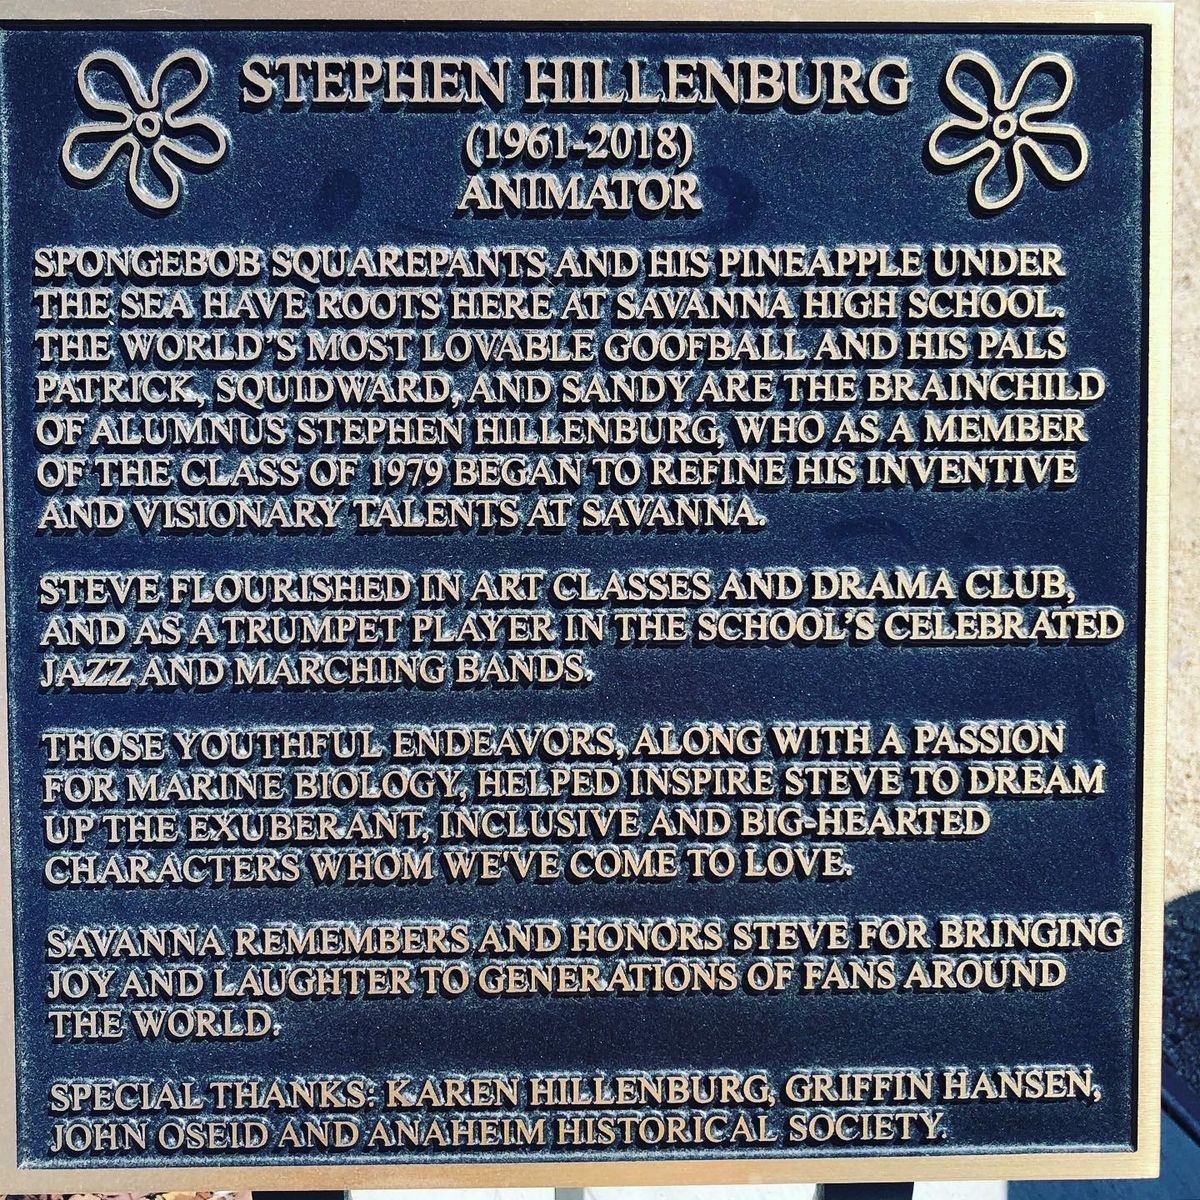 STEPHEN HILLENBURG
(1961-2018)
ANIMATOR
SPONGEBOB SQUAREPANTS AND HIS PINEAPPLE UNDER
THE SEA HAVE ROOTS HERE AT SAVANNA HIGH SCHOOL.
THE WORLD'S MOST LOVABLE GOOFBALL AND HIS PALS
PATRICK, SQUIDWARD, AND SANDY ARE THE BRAINCHILD
OF ALUMNUS STEPHEN HILLENBURG, WHO AS A MEMBER
OF THE CLASS OF 1979 BEGAN TO REFINE HIS INVENTIVE
AND VISIONARY TALENTS AT SAVANNA.
STEVE FLOURISHED IN ART CLASSES AND DRAMA CLUB,
AND AS A TRUMPET PLAYER IN THE SCHOOL'S CELEBRATED
JAZZ AND MARCHING BANDS.
THOSE YOUTHFUL ENDEAVORS, ALONG WITH A PASSION
FOR MARINE BIOLOGY, HELPED INSPIRE STEVE TO DREAM
UP THE EXUBERANT, INCLUSIVE AND BIG-HEARTED
CHARACTERS WHOM WE'VE COME TO LOVE.
SAVANNA REMEMBERS AND HONORS STEVE FOR BRINGING
JOY AND LAUGHTER TO GENERATIONS OF FANS AROUND
THE WORLD.
SPECIAL THANKS: KAREN HILLENBURG, GRIFFIN HANSEN,
JOHN OSEID AND ANAHEIM HISTORICAL SOCIETY.